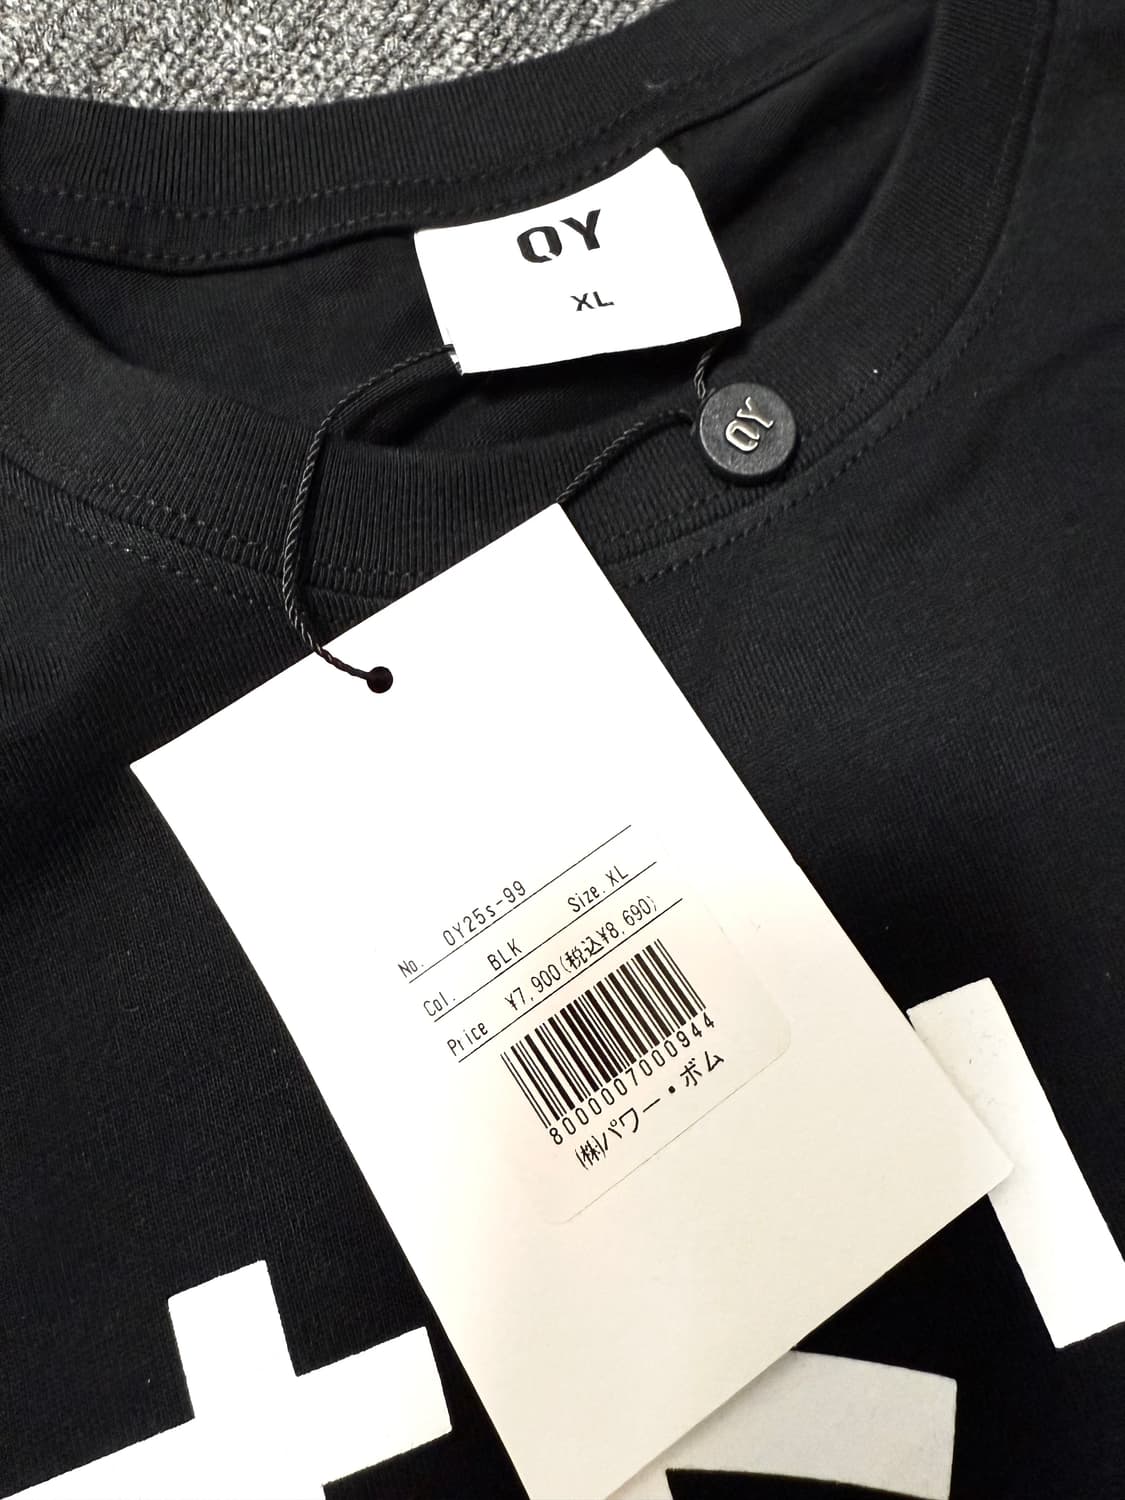 QY
XL
QY
No. QY25s-99
Col. BLK Size. XL
Price ¥7,900(税込¥8,690)
8000007000944
(株)パワー・ボム